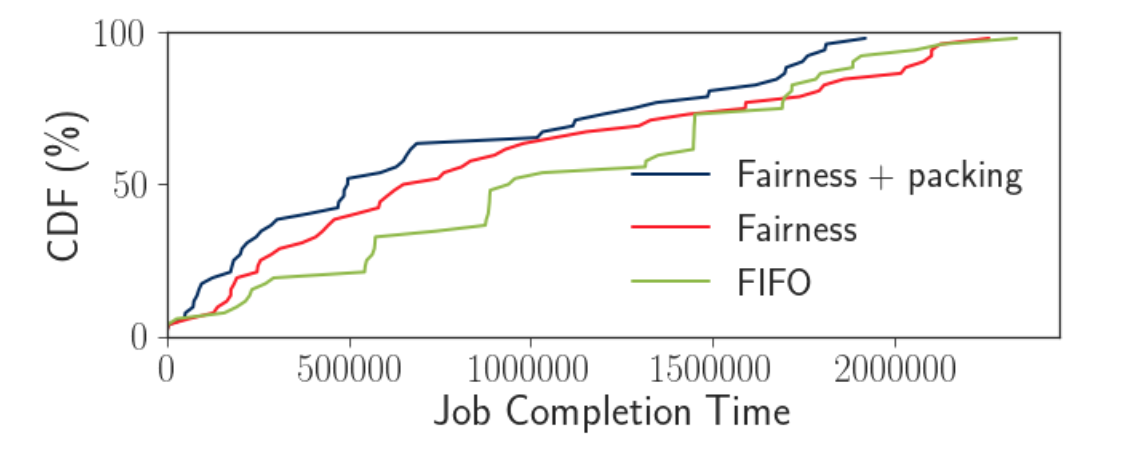 100
50
0
CDF (%)
Fairness + packing
Fairness
FIFO
0 500000 1000000 1500000 2000000
Job Completion Time